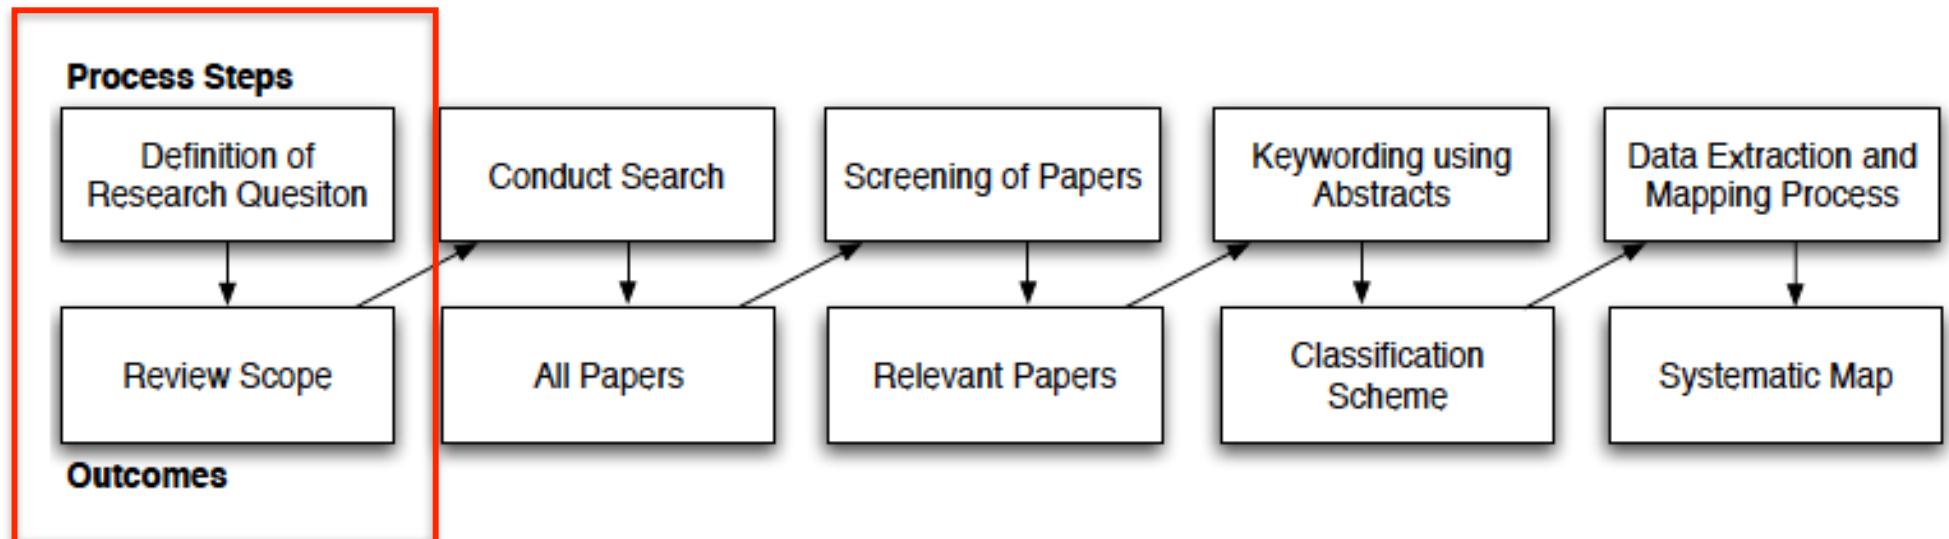 Process Steps
Definition of
Research Quesiton
Conduct Search
Screening of Papers
Keywording using
Abstracts
Data Extraction and
Mapping Process
Review Scope
All Papers
Relevant Papers
Classification
Scheme
Systematic Map
Outcomes